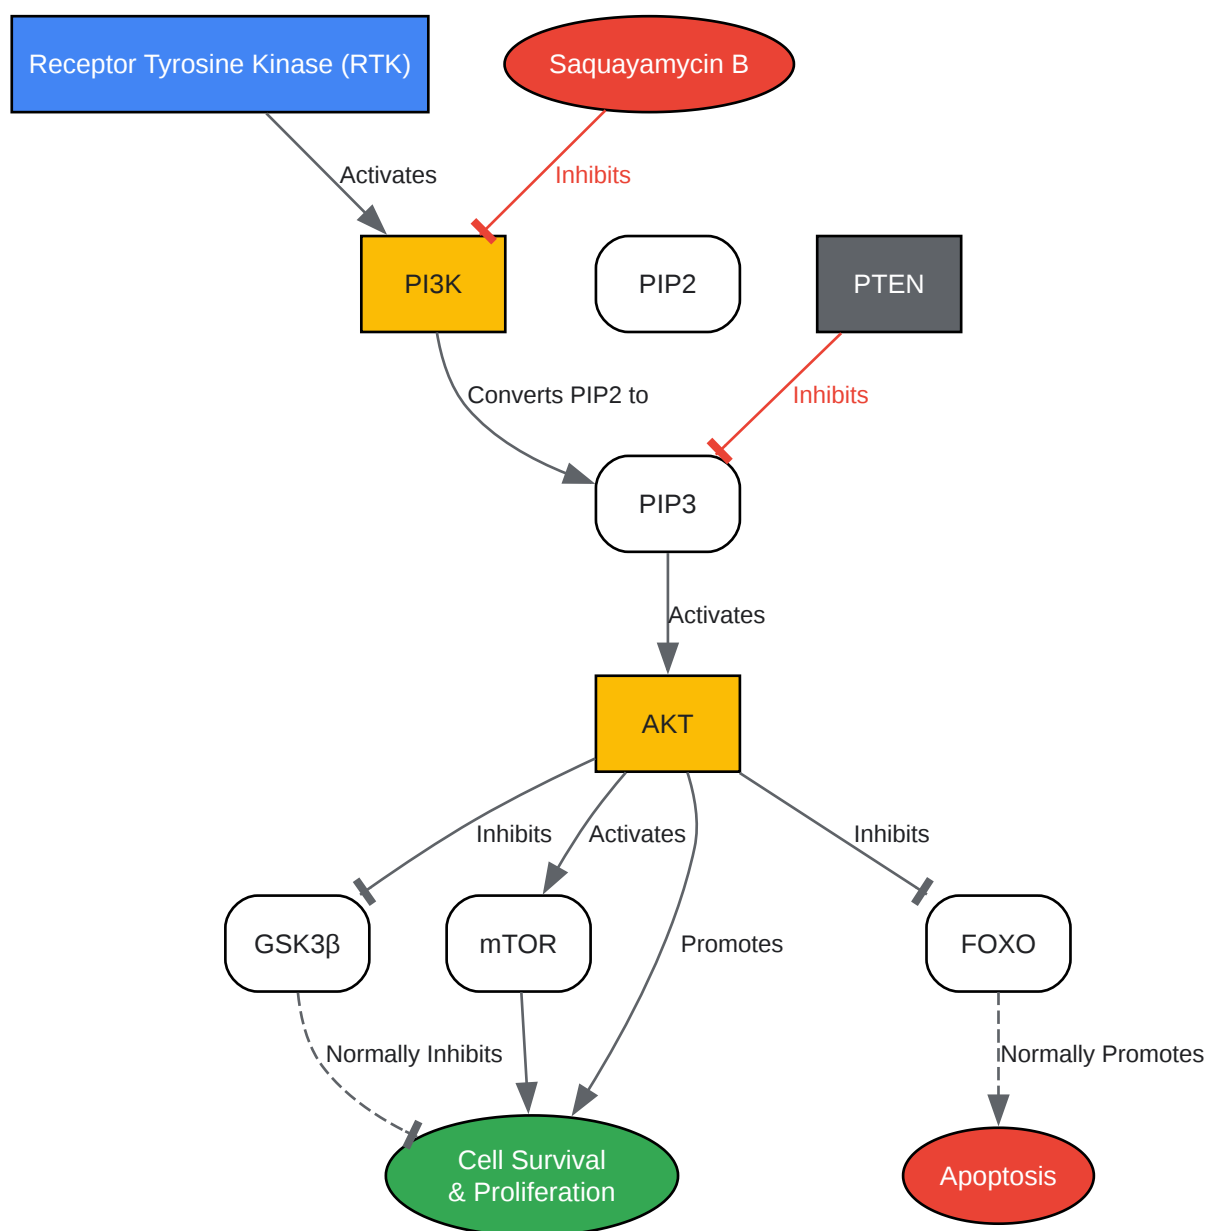 Receptor Tyrosine Kinase (RTK)
Saquayamycin B
Activates
Inhibits
PI3K
PIP2
PTEN
Converts PIP2 to
Inhibits
PIP3
Activates
AKT
Inhibits
Activates
Inhibits
GSK3β
mTOR
Promotes
FOXO
Normally Inhibits
Normally Promotes
Cell Survival
& Proliferation
Apoptosis